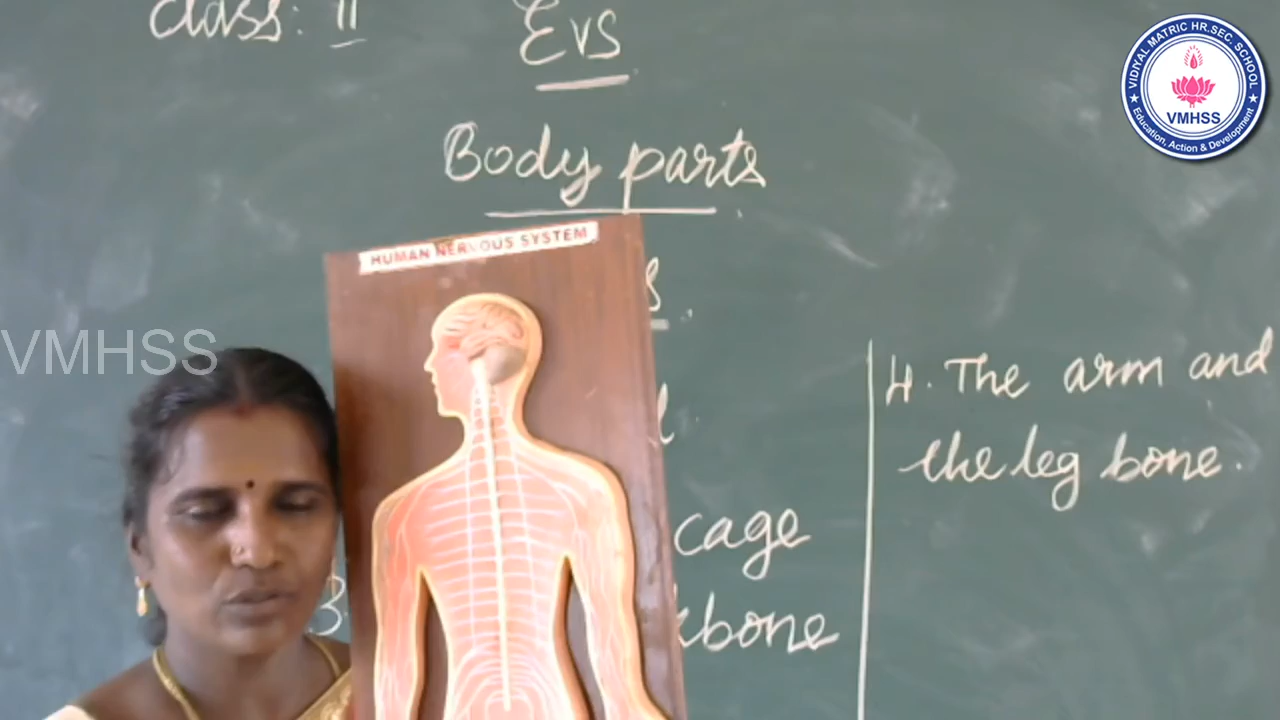 Class: II
Evs
Body parts
HUMAN NERVOUS SYSTEM
cage
3.
bone
4. The arm and
the leg bone.
VMHSS
VIDIYAL MATRIC HR.SEC. SCHOOL
VMHSS
Education, Action & Development